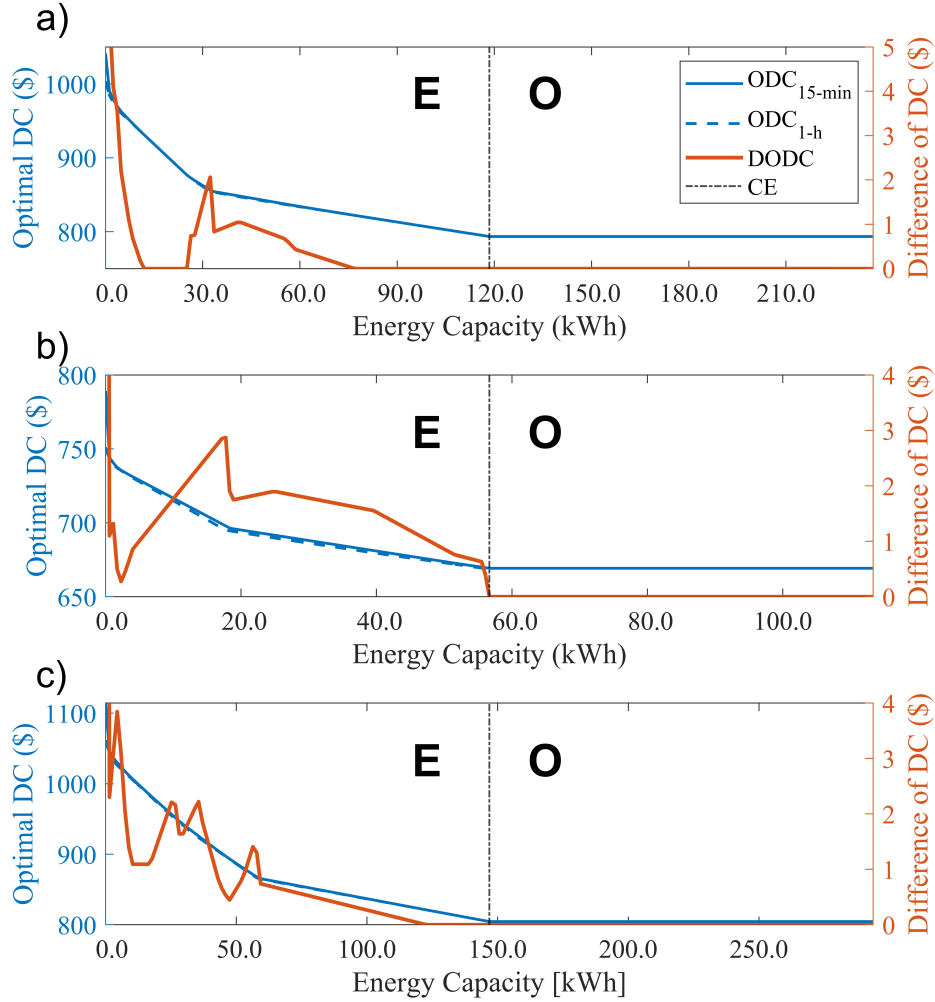 a)
Optimal DC ($)
1000
900
800
E O
5
4
3
2
1
0
Difference of DC ($)
ODC15-min
ODC1-h
DODC
CE
0.0 30.0 60.0 90.0 120.0 150.0 180.0 210.0
Energy Capacity (kWh)
b)
Optimal DC ($)
800
750
700
650
E O
4
3
2
1
0
Difference of DC ($)
0.0 20.0 40.0 60.0 80.0 100.0
Energy Capacity (kWh)
c)
Optimal DC ($)
1100
1000
900
800
E O
4
3
2
1
0
Difference of DC ($)
0.0 50.0 100.0 150.0 200.0 250.0
Energy Capacity [kWh]